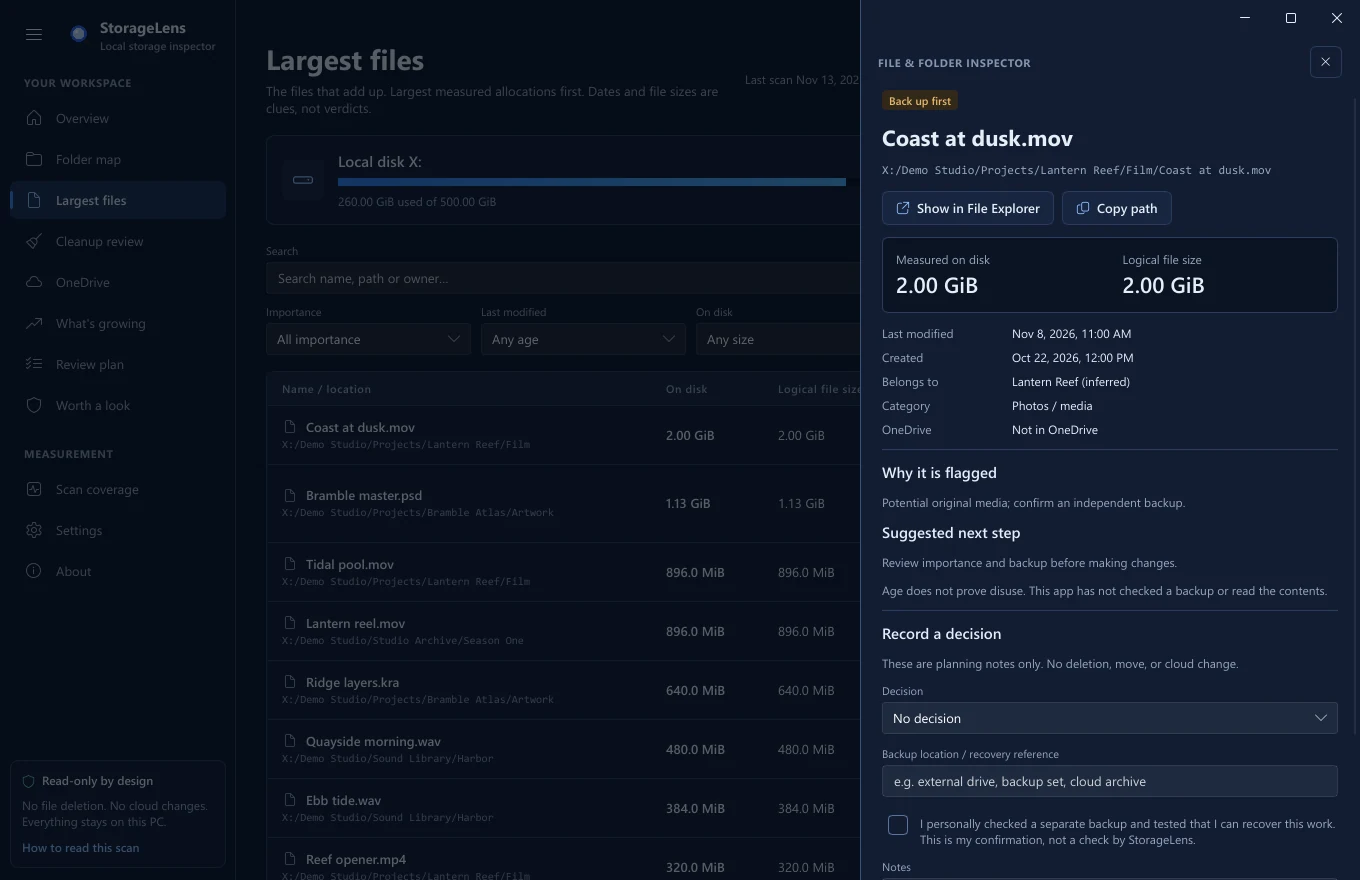 StorageLens
Local storage inspector
YOUR WORKSPACE
Overview
Folder map
Largest files
Cleanup review
OneDrive
What's growing
Review plan
Worth a look
MEASUREMENT
Scan coverage
Settings
About
Read-only by design
No file deletion. No cloud changes.
Everything stays on this PC.
How to read this scan
Largest files
The files that add up. Largest measured allocations first. Dates and file sizes are
clues, not verdicts.
Last scan Nov 13, 202
Local disk X:
260.00 GiB used of 500.00 GiB
Search
Search name, path or owner...
Importance Last modified On disk
All importance Any age Any size
Name / location On disk Logical file size
Coast at dusk.mov 2.00 GiB 2.00 GiB
X:/Demo Studio/Projects/Lantern Reef/Film
Bramble master.psd 1.13 GiB 1.13 GiB
X:/Demo Studio/Projects/Bramble Atlas/Artwork
Tidal pool.mov 896.0 MiB 896.0 MiB
X:/Demo Studio/Projects/Lantern Reef/Film
Lantern reel.mov 896.0 MiB 896.0 MiB
X:/Demo Studio/Studio Archive/Season One
Ridge layers.kra 640.0 MiB 640.0 MiB
X:/Demo Studio/Projects/Bramble Atlas/Artwork
Quayside morning.wav 480.0 MiB 480.0 MiB
X:/Demo Studio/Sound Library/Harbor
Ebb tide.wav 384.0 MiB 384.0 MiB
X:/Demo Studio/Sound Library/Harbor
Reef opener.mp4 320.0 MiB 320.0 MiB
X:/Demo Studio/Projects/Lantern Reef/Film
FILE & FOLDER INSPECTOR
Back up first
Coast at dusk.mov
X:/Demo Studio/Projects/Lantern Reef/Film/Coast at dusk.mov
Show in File Explorer Copy path
Measured on disk Logical file size
2.00 GiB 2.00 GiB
Last modified Nov 8, 2026, 11:00 AM
Created Oct 22, 2026, 12:00 PM
Belongs to Lantern Reef (inferred)
Category Photos / media
OneDrive Not in OneDrive
Why it is flagged
Potential original media; confirm an independent backup.
Suggested next step
Review importance and backup before making changes.
Age does not prove disuse. This app has not checked a backup or read the contents.
Record a decision
These are planning notes only. No deletion, move, or cloud change.
Decision
No decision
Backup location / recovery reference
e.g. external drive, backup set, cloud archive
I personally checked a separate backup and tested that I can recover this work.
This is my confirmation, not a check by StorageLens.
Notes